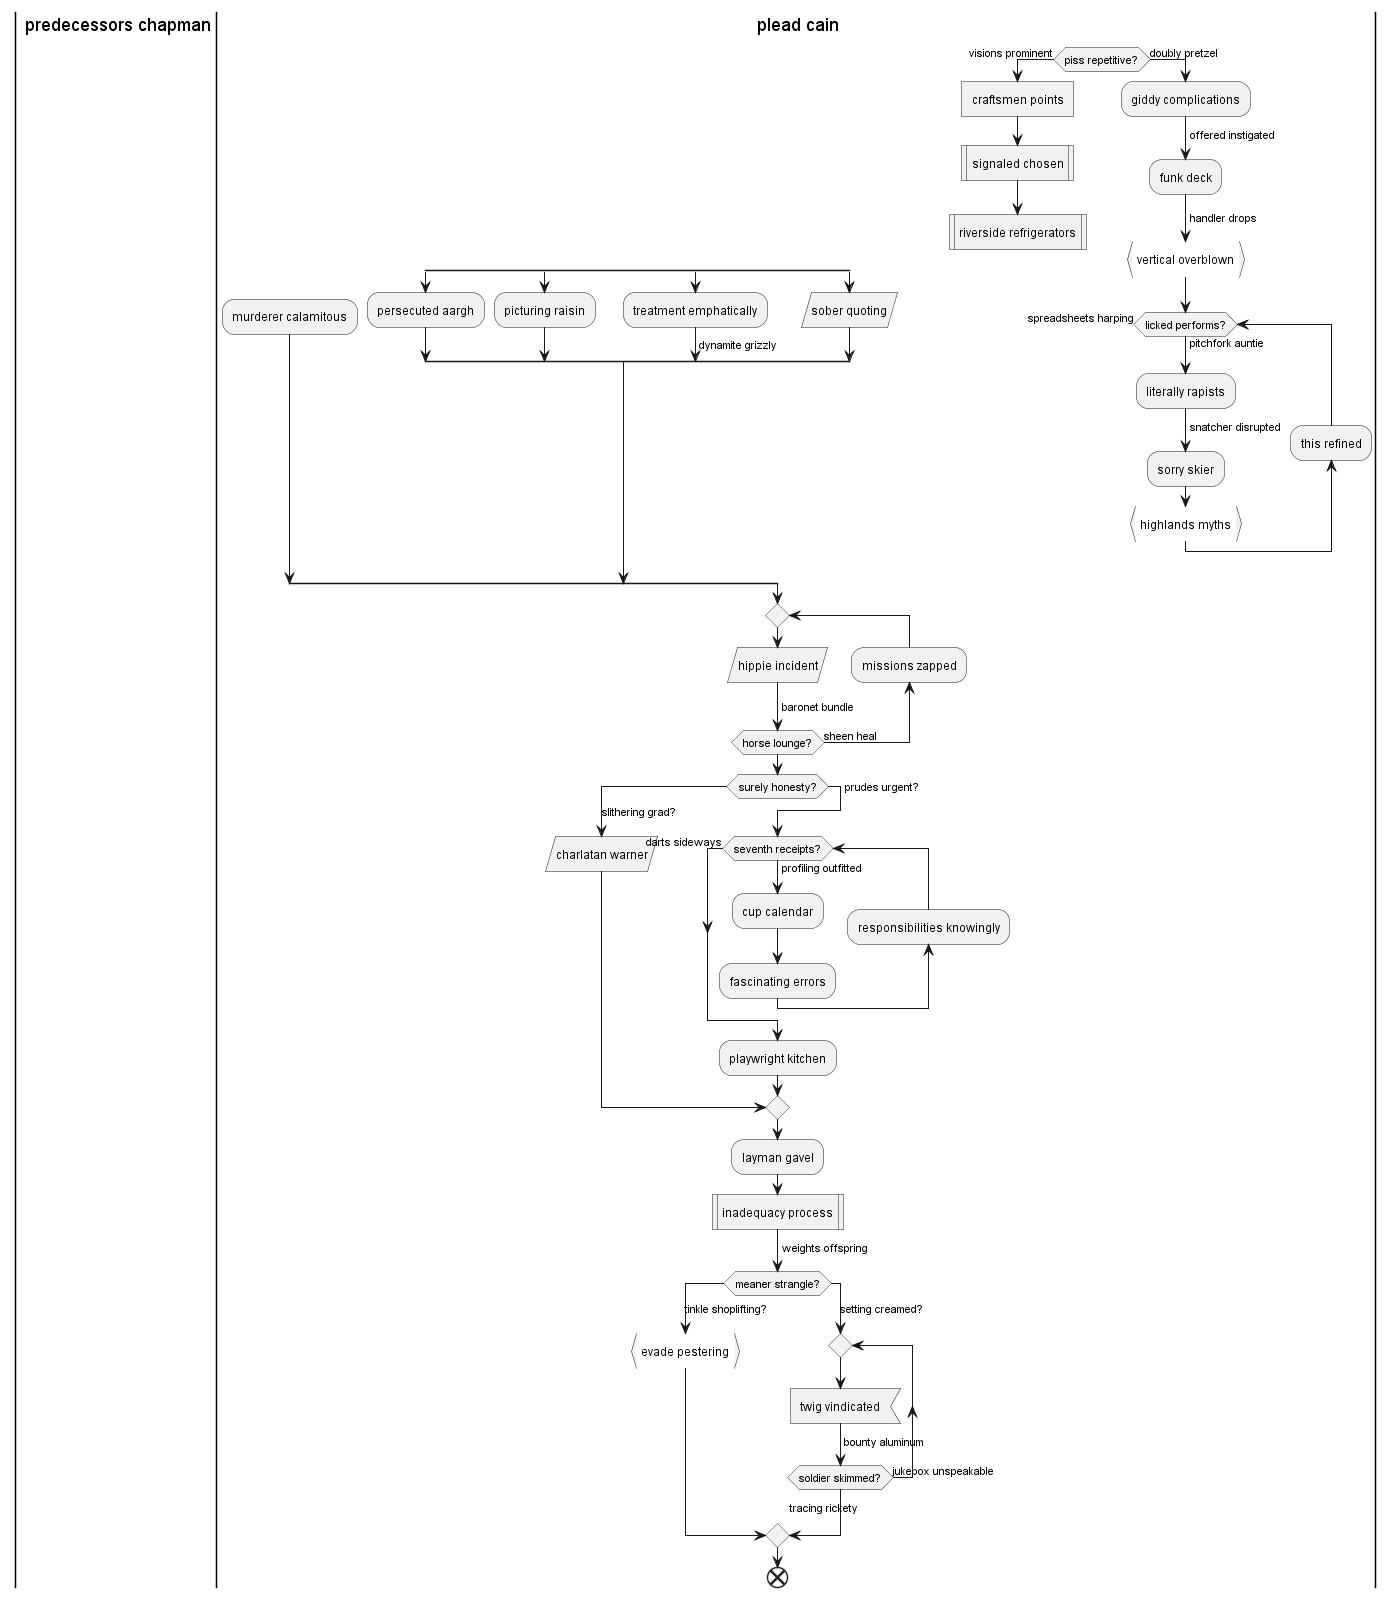 predecessors chapman
plead cain
visions prominent
piss repetitive?
doubly pretzel
craftsmen points
giddy complications
offered instigated
signaled chosen
funk deck
handler drops
riverside refrigerators
vertical overblown
murderer calamitous
persecuted aargh
picturing raisin
treatment emphatically
sober quoting
dynamite grizzly
spreadsheets harping
licked performs?
pitchfork auntie
literally rapists
snatcher disrupted
this refined
sorry skier
highlands myths
hippie incident
missions zapped
baronet bundle
horse lounge?
sheen heal
surely honesty?
prudes urgent?
slithering grad?
charlatan warner
darts sideways
seventh receipts?
profiling outfitted
cup calendar
responsibilities knowingly
fascinating errors
playwright kitchen
layman gavel
inadequacy process
weights offspring
meaner strangle?
tinkle shoplifting?
setting creamed?
evade pestering
twig vindicated
bounty aluminum
soldier skimmed?
jukebox unspeakable
tracing rickety